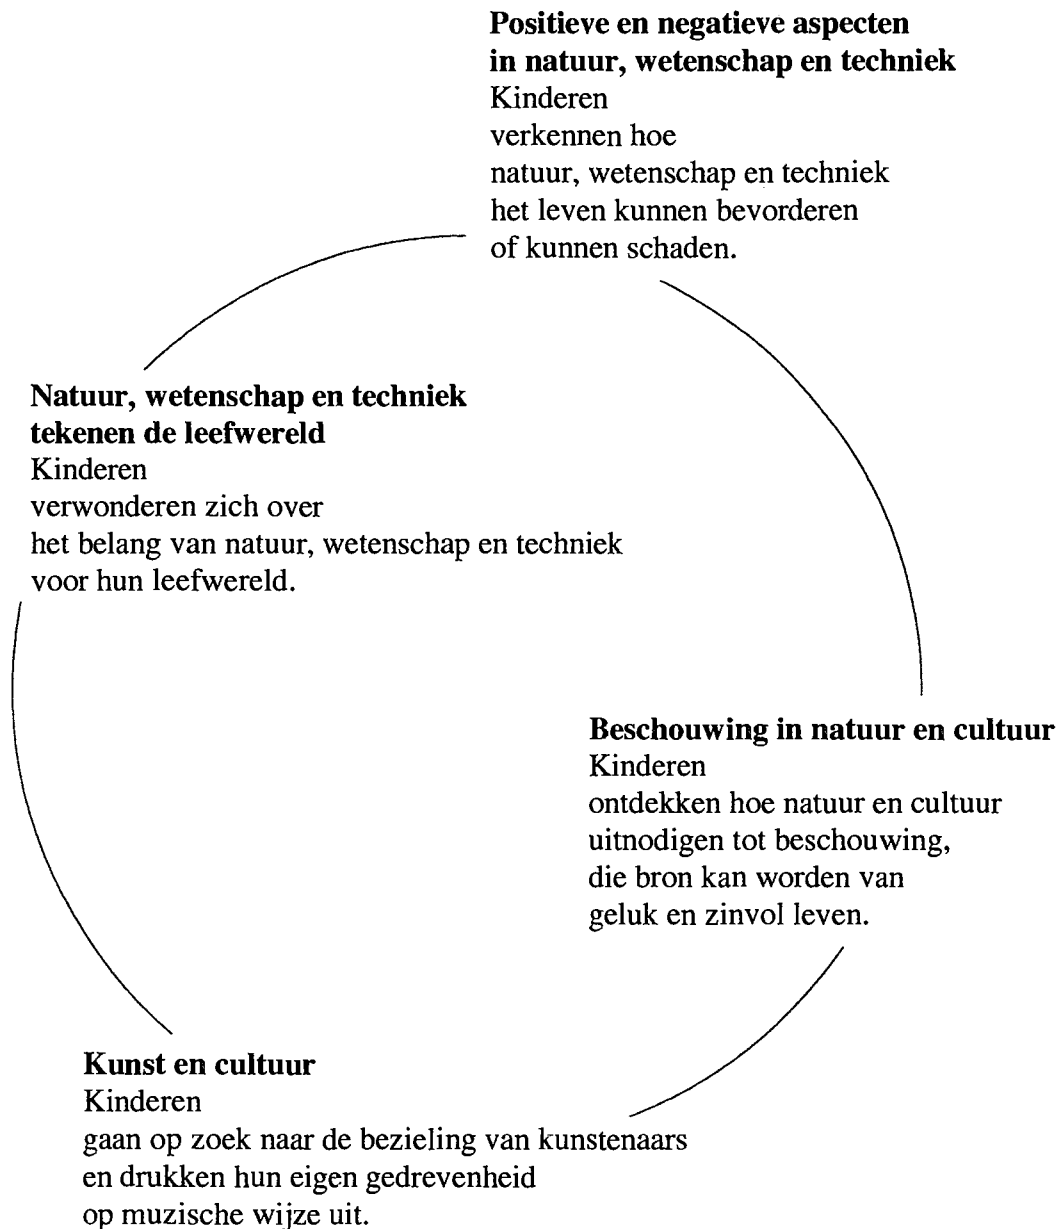 Positieve en negatieve aspecten
in natuur, wetenschap en techniek
Kinderen
verkennen hoe
natuur, wetenschap en techniek
het leven kunnen bevorderen
of kunnen schaden.
Natuur, wetenschap en techniek
tekenen de leefwereld
Kinderen
verwonderen zich over
het belang van natuur, wetenschap en techniek
voor hun leefwereld.
Beschouwing in natuur en cultuur
Kinderen
ontdekken hoe natuur en cultuur
uitnodigen tot beschouwing,
die bron kan worden van
geluk en zinvol leven.
Kunst en cultuur
Kinderen
gaan op zoek naar de bezieling van kunstenaars
en drukken hun eigen gedrevenheid
op muzische wijze uit.